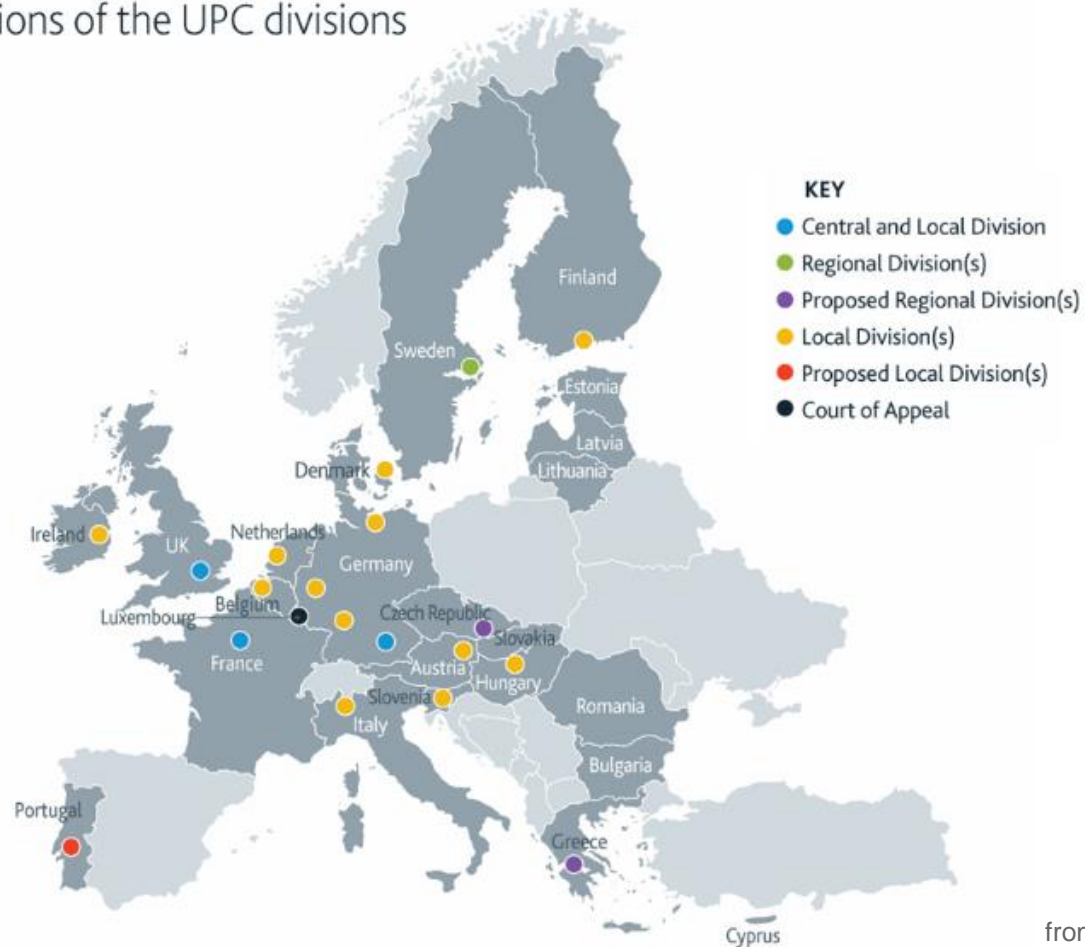 ions of the UPC divisions
KEY
Central and Local Division
Regional Division(s)
Proposed Regional Division(s)
Local Division(s)
Proposed Local Division(s)
Court of Appeal
Finland
Sweden
Estonia
Latvia
Lithuania
Denmark
Ireland
UK
Netherlands
Germany
Belgium
Luxembourg
Czech Republic
Slovakia
France
Austria
Hungary
Slovenia
Italy
Romania
Bulgaria
Portugal
Greece
Cyprus
fror